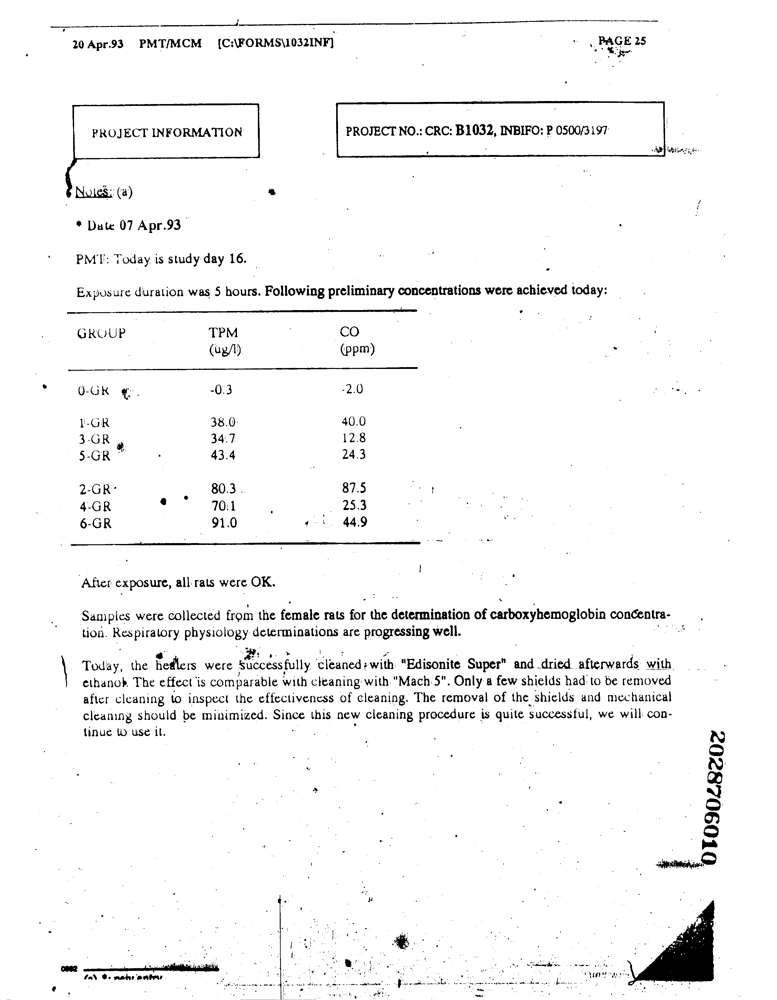 20 Apr.93 PMT/MCM [C:\FORMS\1032INF] PAGE 25
PROJECT INFORMATION
PROJECT NO.: CRC: B1032, INBIFO: P 0500/3197
Notes: (a)
• Date 07 Apr.93
PMT: Today is study day 16.
Exposure duration was 5 hours. Following preliminary concentrations were achieved today:
GROUP TPM CO
(ug/l) (ppm)
0-GR -0.3 -2.0
1-GR 38.0 40.0
3-GR 34.7 12.8
5-GR 43.4 24.3
2-GR 80.3 87.5
4-GR 70.1 25.3
6-GR 91.0 44.9
After exposure, all rats were OK.
Samples were collected from the female rats for the determination of carboxyhemoglobin concentra-
tion. Respiratory physiology determinations are progressing well.
Today, the heaters were successfully cleaned with "Edisonite Super" and dried afterwards with
ethanol. The effect is comparable with cleaning with "Mach 5". Only a few shields had to be removed
after cleaning to inspect the effectiveness of cleaning. The removal of the shields and mechanical
cleaning should be minimized. Since this new cleaning procedure is quite successful, we will con-
tinue to use it.
2028706010
0692